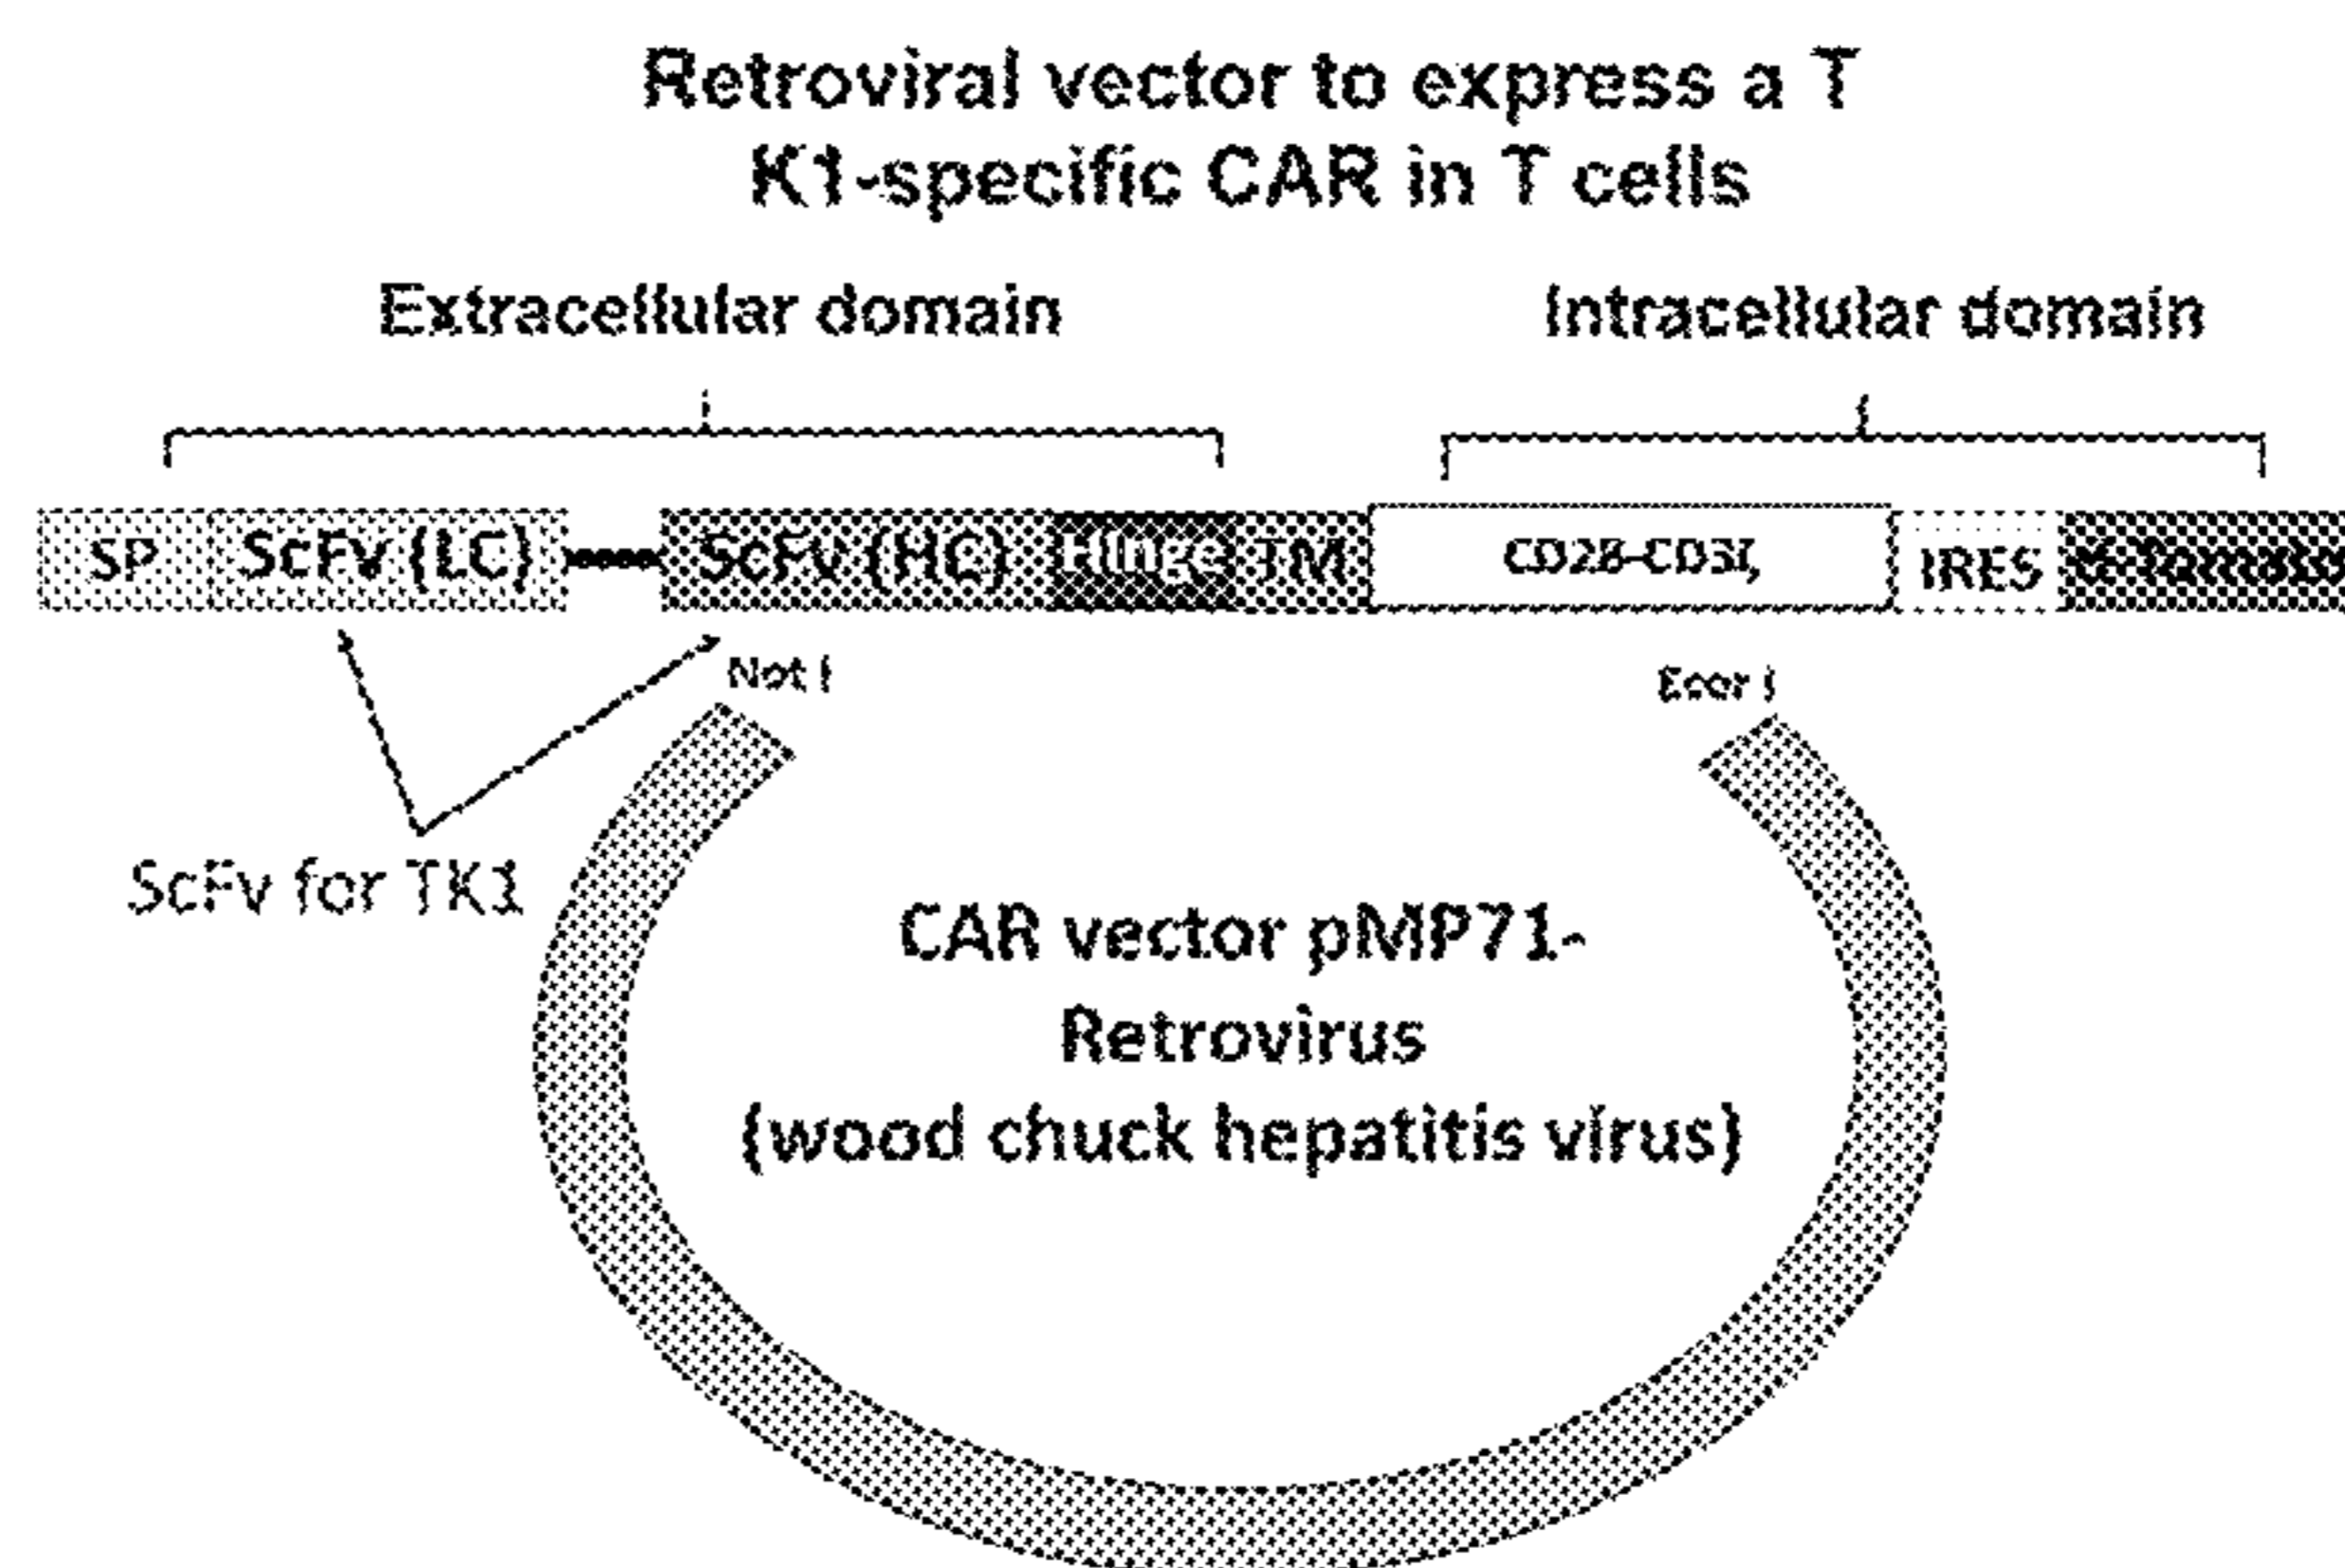 Retroviral vector to express a T
K1-specific CAR in T cells
Extracellular domain
Intracellular domain
SP
ScFv (LC)
ScFv (HC)
Hinge
TM
CD28-CD3ζ
IRES
Not I
Ecor I
ScFv for TK1
CAR vector pMP71-
Retrovirus
(wood chuck hepatitis virus)